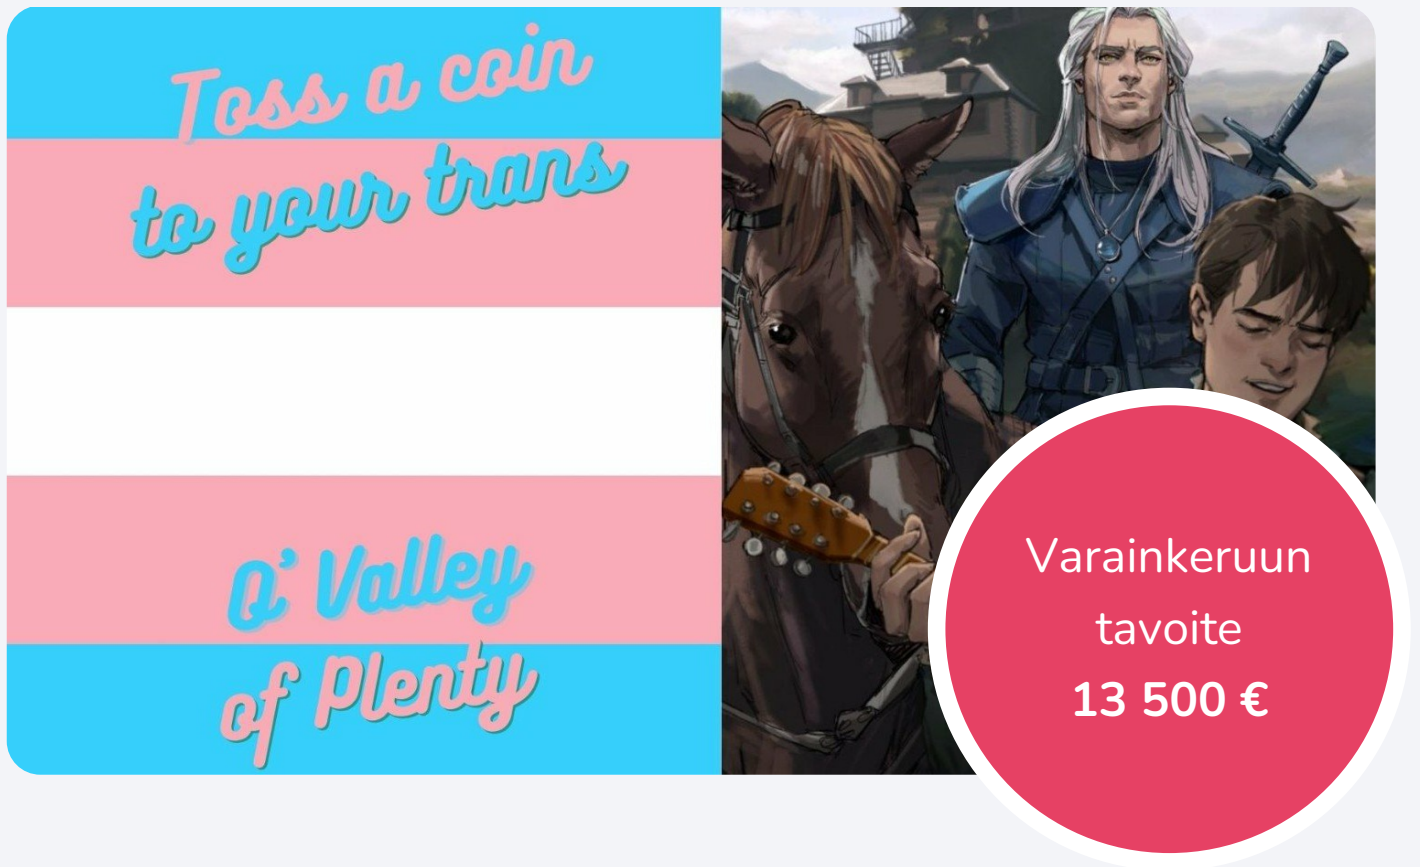 Toss a coin
to your trans
O' Valley
of Plenty
Varainkeruun
tavoite
13 500 €